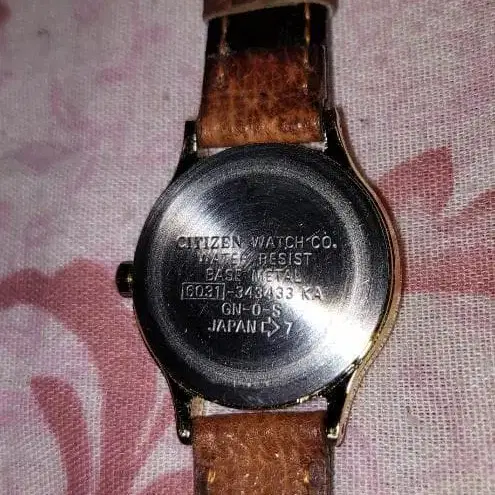 CITIZEN WATCH CO.
WATER RESIST
BASE METAL
6031-343433 KA
GN-0-S
JAPAN 7